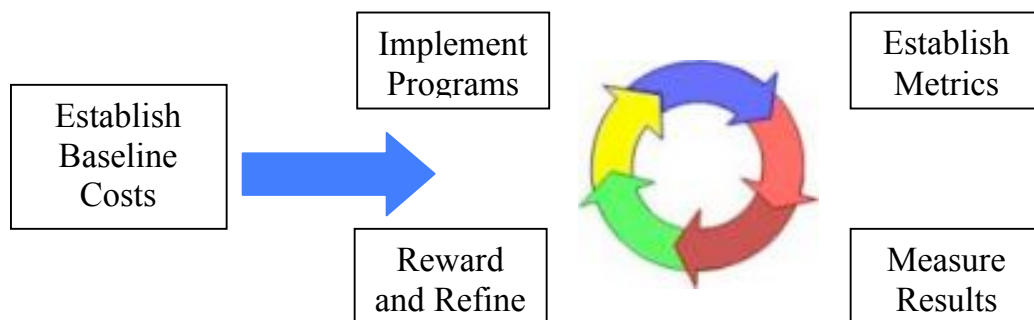 Establish
Baseline
Costs
Implement
Programs
Establish
Metrics
Reward
and Refine
Measure
Results